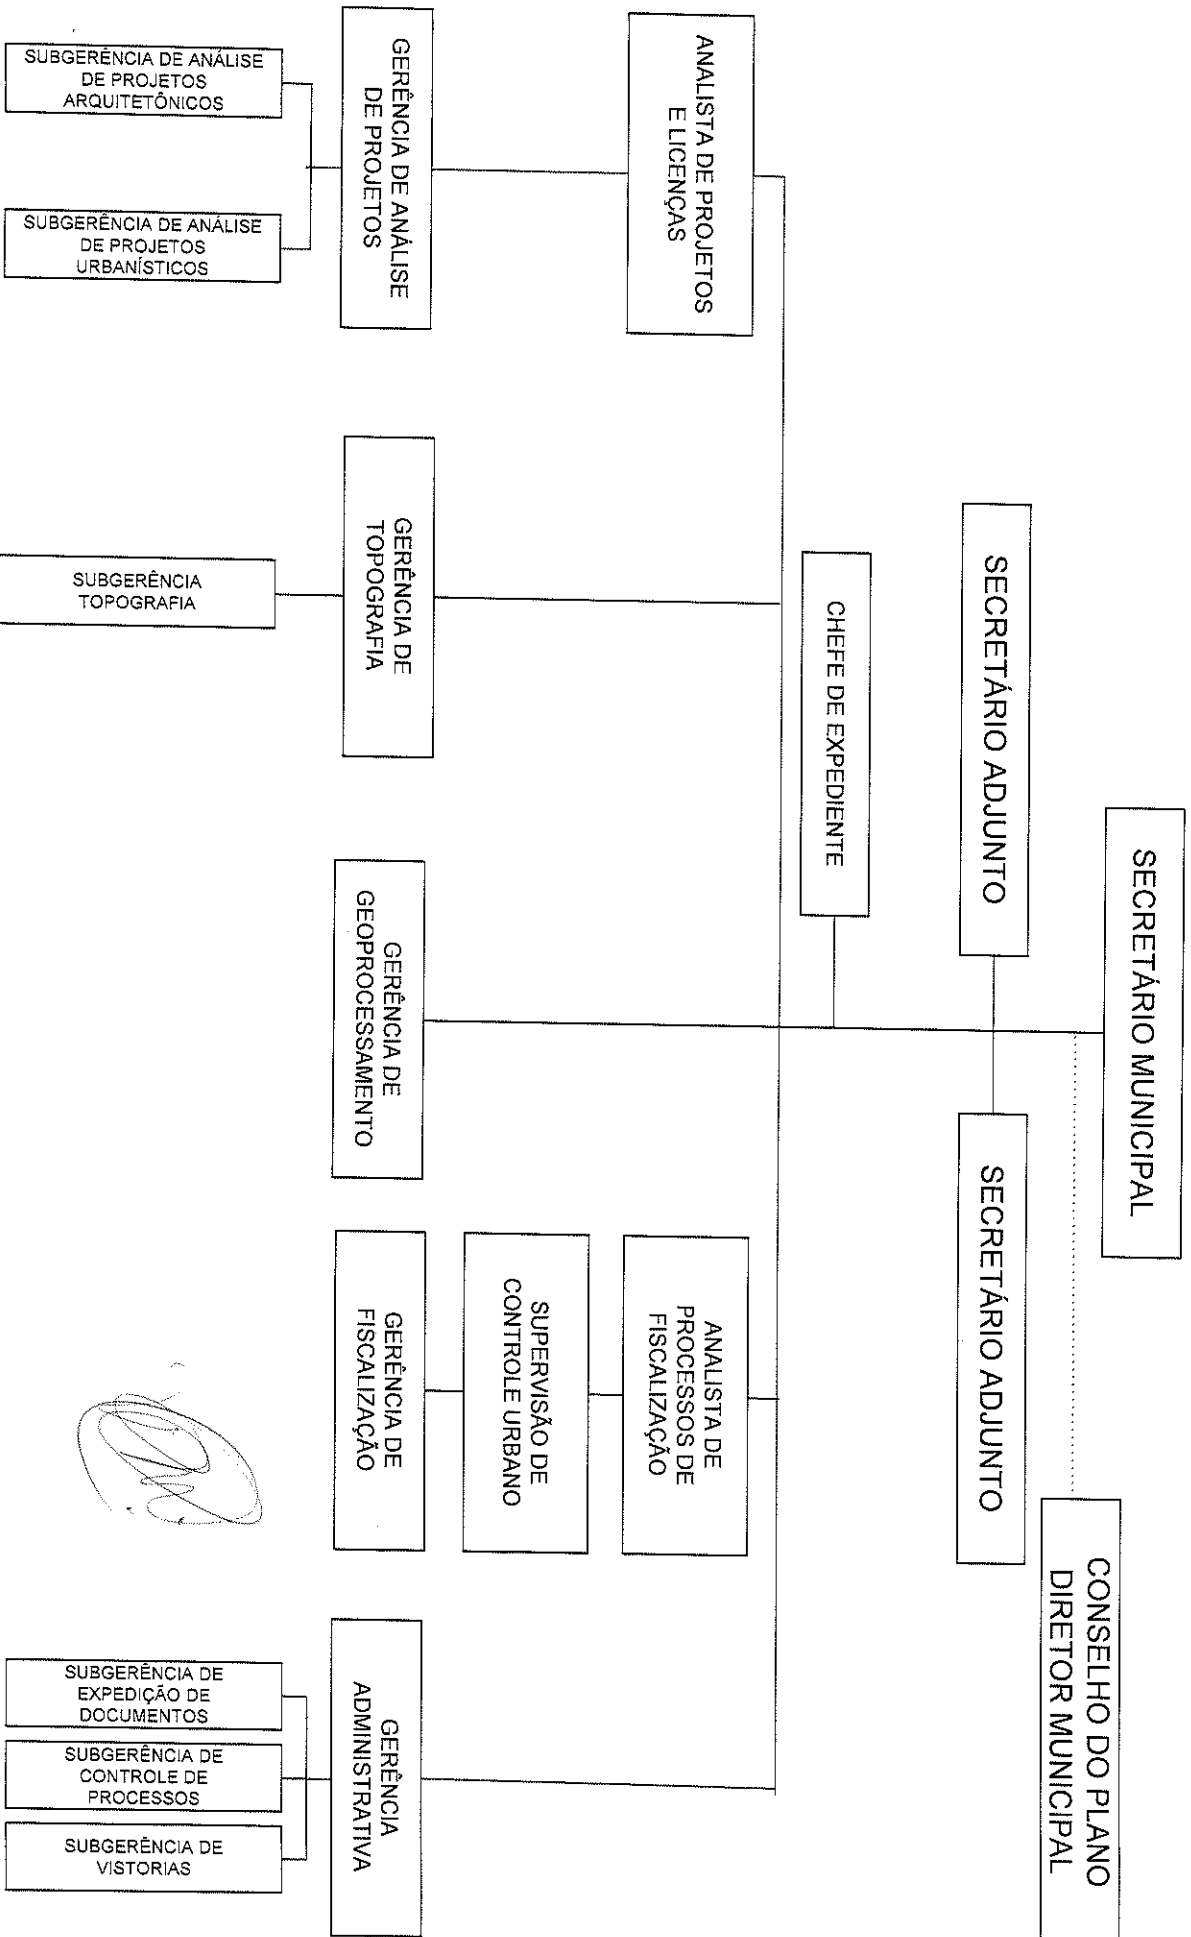 SECRETÁRIO MUNICIPAL
CONSELHO DO PLANO
DIRETOR MUNICIPAL
SECRETÁRIO ADJUNTO
SECRETÁRIO ADJUNTO
CHEFE DE EXPEDIENTE
ANALISTA DE PROJETOS
E LICENÇAS
ANALISTA DE
PROCESSOS DE
FISCALIZAÇÃO
SUPERVISÃO DE
CONTROLE URBANO
GERÊNCIA DE ANÁLISE
DE PROJETOS
GERÊNCIA DE
TOPOGRAFIA
GERÊNCIA DE
GEOPROCESSAMENTO
GERÊNCIA DE
FISCALIZAÇÃO
GERÊNCIA
ADMINISTRATIVA
SUBGERÊNCIA DE ANÁLISE
DE PROJETOS
ARQUITETÔNICOS
SUBGERÊNCIA DE ANÁLISE
DE PROJETOS
URBANÍSTICOS
SUBGERÊNCIA
TOPOGRAFIA
SUBGERÊNCIA DE
EXPEDIÇÃO DE
DOCUMENTOS
SUBGERÊNCIA DE
CONTROLE DE
PROCESSOS
SUBGERÊNCIA DE
VISTORIAS